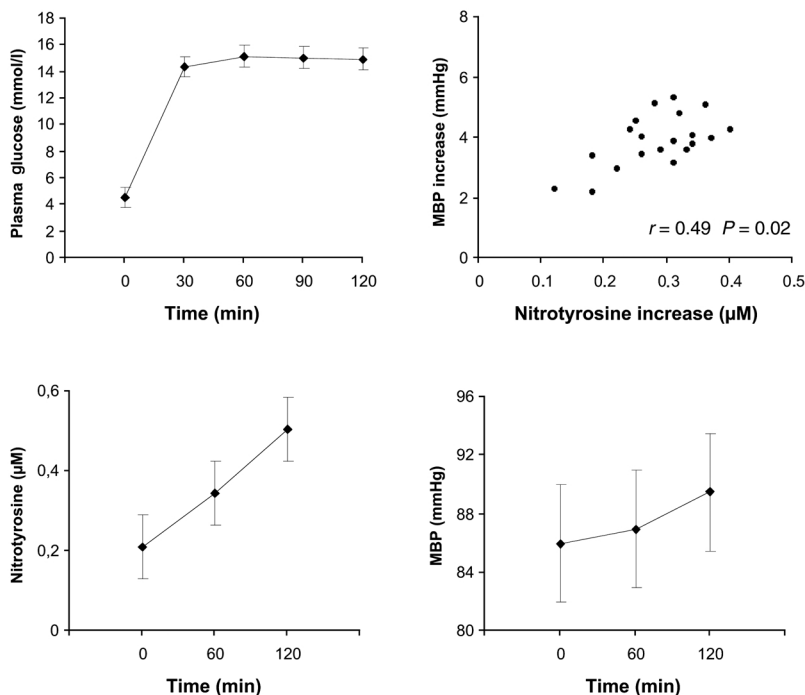 18
16
14
12
10
8
6
4
2
0
Plasma glucose (mmol/l)
0 30 60 90 120
Time (min)
8
6
4
2
0
MBP increase (mmHg)
r = 0.49 P = 0.02
0 0.1 0.2 0.3 0.4 0.5
Nitrotyrosine increase (µM)
0,6
0,4
0,2
0
Nitrotyrosine (µM)
0 60 120
Time (min)
96
92
88
84
80
MBP (mmHg)
0 60 120
Time (min)